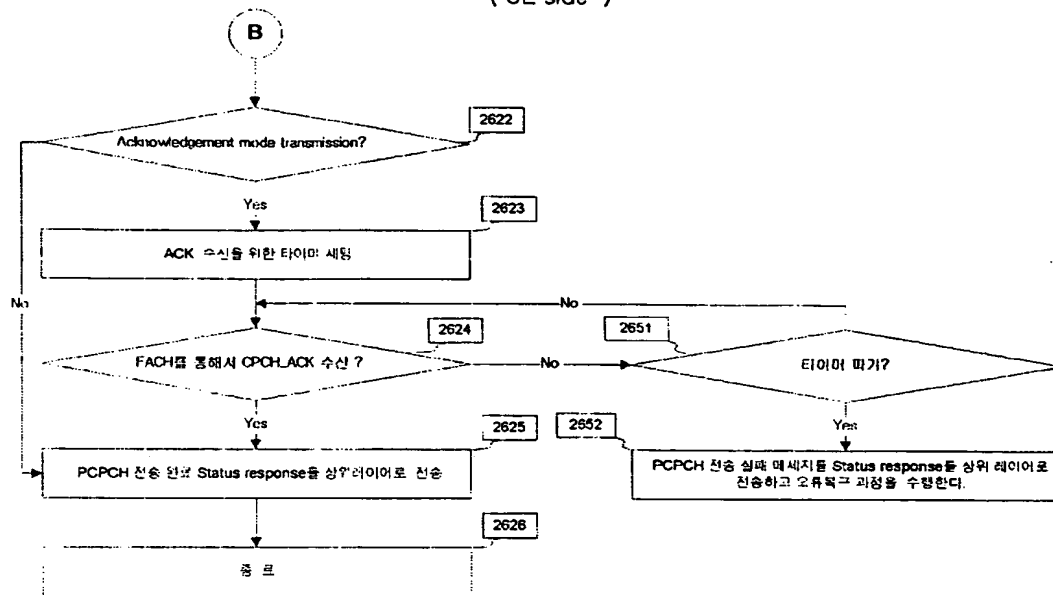 ( UE side )
B
2622
Acknowledgement mode transmission?
Yes
2623
ACK 수신을 위한 타이머 세팅
No
No
2624
2651
FACH를 통해서 CPCH_ACK 수신 ?
No
타이머 파기?
Yes
Yes
2625
2652
PCPCH 전송 완료 Status response를 상위레이어로 전송
PCPCH 전송 실패 메세지를 Status response를 상위 레이어로
전송하고 오류복구 과정을 수행한다.
2626
종 료